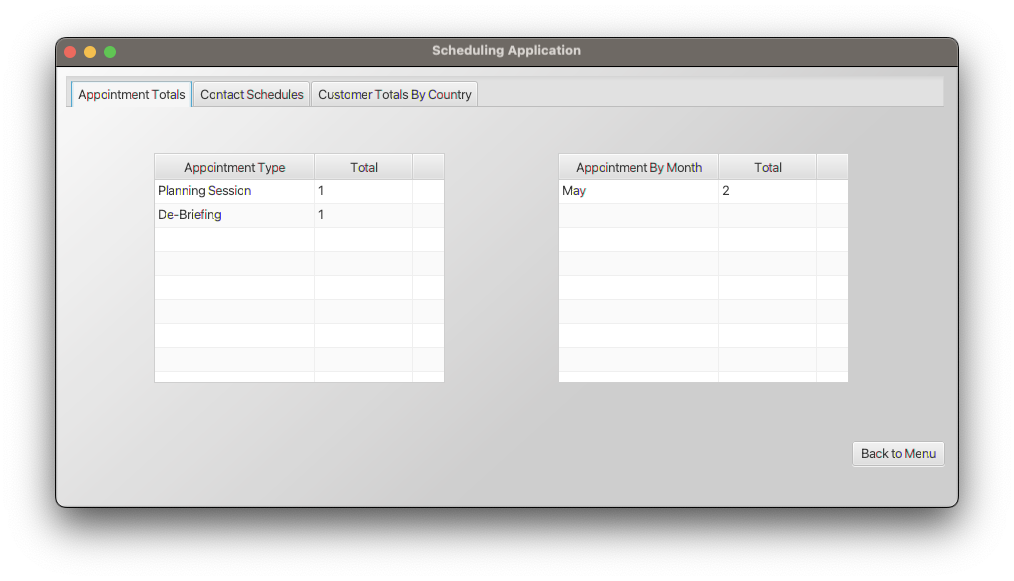 Scheduling Application
Appointment Totals Contact Schedules Customer Totals By Country
Appointment Type Total
Planning Session 1
De-Briefing 1
Appointment By Month Total
May 2
Back to Menu